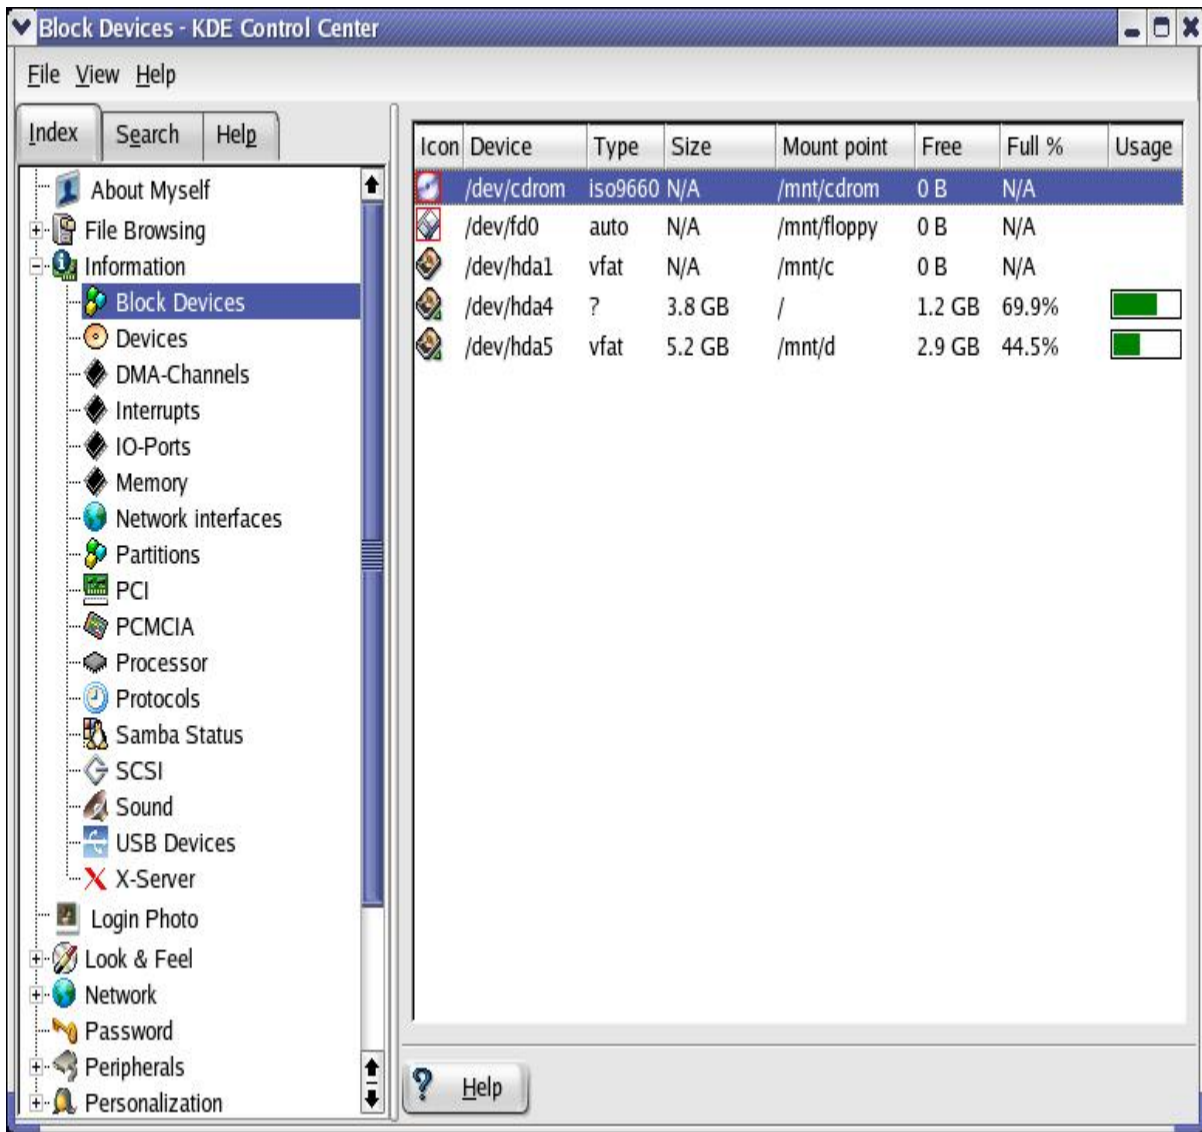 Block Devices - KDE Control Center
File View Help
Index Search Help
About Myself
File Browsing
Information
Block Devices
Devices
DMA-Channels
Interrupts
IO-Ports
Memory
Network interfaces
Partitions
PCI
PCMCIA
Processor
Protocols
Samba Status
SCSI
Sound
USB Devices
X-Server
Login Photo
Look & Feel
Network
Password
Peripherals
Personalization
Icon Device Type Size Mount point Free Full % Usage
/dev/cdrom iso9660 N/A /mnt/cdrom 0 B N/A
/dev/fd0 auto N/A /mnt/floppy 0 B N/A
/dev/hda1 vfat N/A /mnt/c 0 B N/A
/dev/hda4 ? 3.8 GB / 1.2 GB 69.9%
/dev/hda5 vfat 5.2 GB /mnt/d 2.9 GB 44.5%
? Help